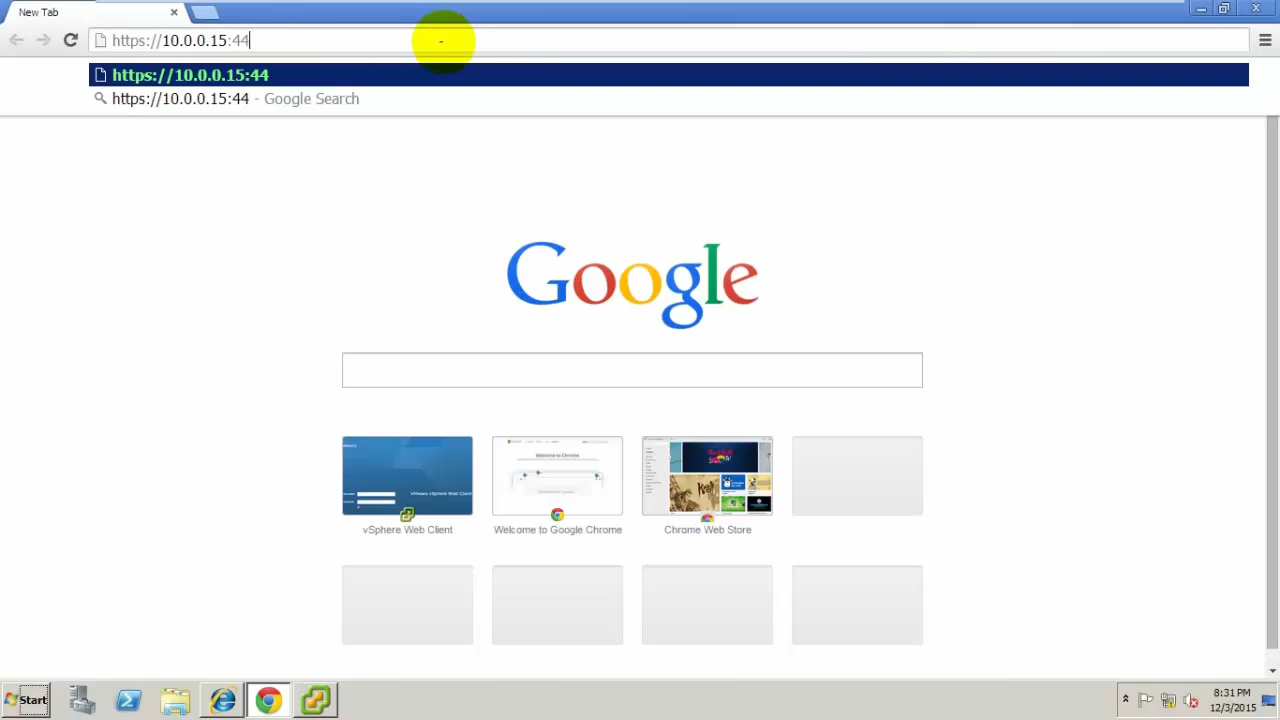 New Tab
https://10.0.0.15:44
https://10.0.0.15:44
https://10.0.0.15:44 - Google Search
Google
vSphere Web Client
Welcome to Google Chrome
Chrome Web Store
Start
8:31 PM
12/3/2015